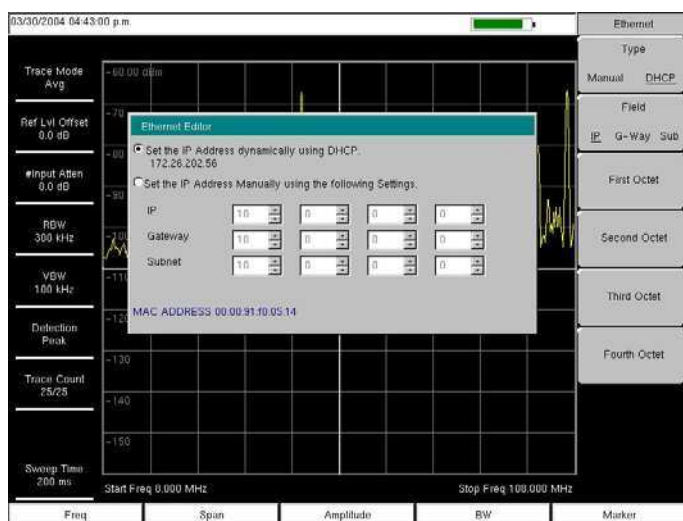 03/30/2004 04:43:00 p.m.
Ethernet
Trace Mode
Avg
Ref Lvl Offset
0.0 dB
#Input Atten
0.0 dB
RBW
300 kHz
VBW
100 kHz
Detection
Peak
Trace Count
25/25
Sweep Time
200 ms
-60.00 dBm
-70
-80
-90
-100
-110
-120
-130
-140
-150
Ethernet Editor
Set the IP Address dynamically using DHCP.
172.26.202.56
Set the IP Address Manually using the following Settings.
IP 10 0 0 0
Gateway 10 0 0 0
Subnet 10 0 0 0
MAC ADDRESS 00.00.91.f0.05.14
Start Freq 0.000 MHz
Stop Freq 100.000 MHz
Type
Manual DHCP
Field
IP G-Way Sub
First Octet
Second Octet
Third Octet
Fourth Octet
Freq Span Amplitude BW Marker